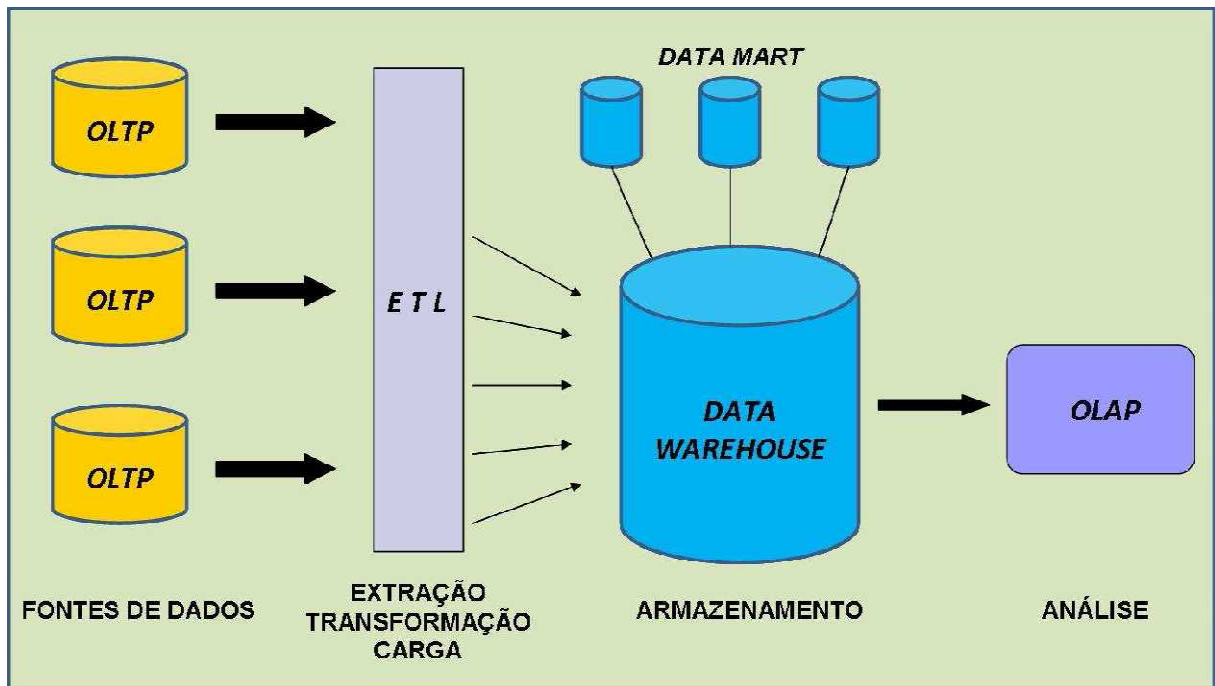 DATA MART
OLTP
OLTP
OLTP
E T L
DATA
WAREHOUSE
OLAP
FONTES DE DADOS
EXTRAÇÃO
TRANSFORMAÇÃO
CARGA
ARMAZENAMENTO
ANÁLISE